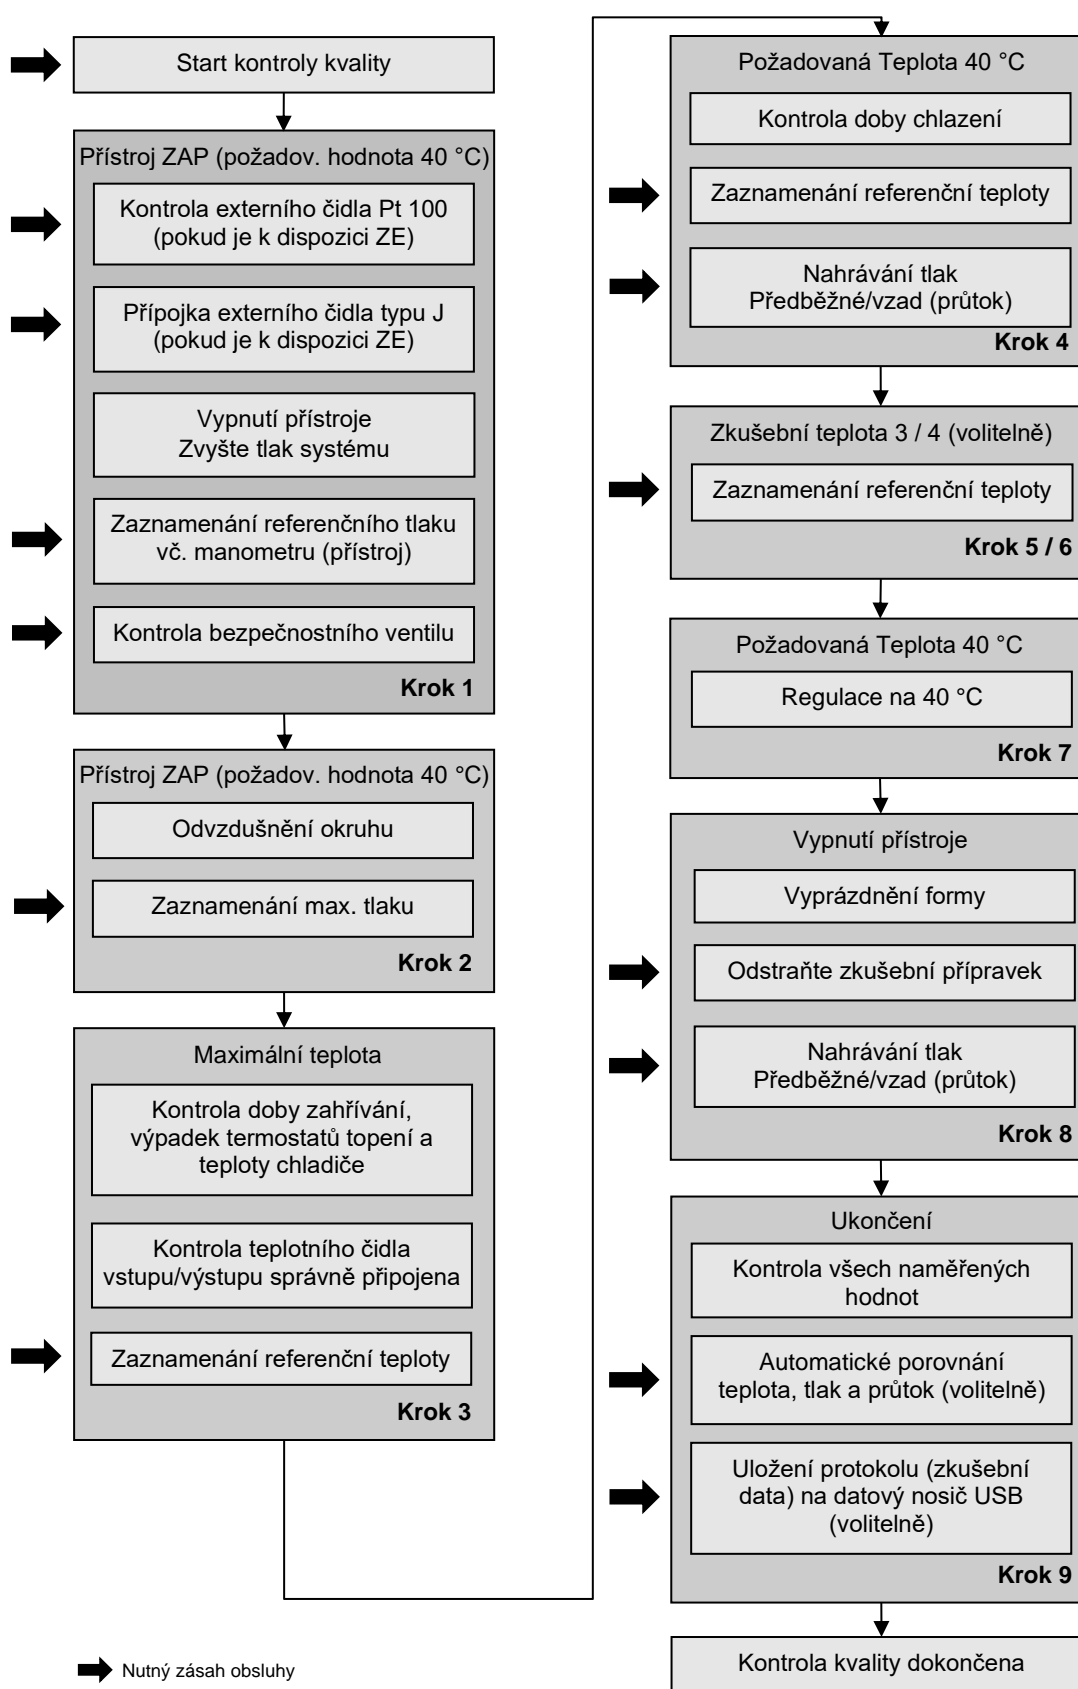 Start kontroly kvality
Přístroj ZAP (požadov. hodnota 40 °C)
Kontrola externího čidla Pt 100
(pokud je k dispozici ZE)
Přípojka externího čidla typu J
(pokud je k dispozici ZE)
Vypnutí přístroje
Zvyšte tlak systému
Zaznamenání referenčního tlaku
vč. manometru (přístroj)
Kontrola bezpečnostního ventilu
Krok 1
Přístroj ZAP (požadov. hodnota 40 °C)
Odvzdušnění okruhu
Zaznamenání max. tlaku
Krok 2
Maximální teplota
Kontrola doby zahřívání,
výpadek termostatů topení a
teploty chladiče
Kontrola teplotního čidla
vstupu/výstupu správně připojena
Zaznamenání referenční teploty
Krok 3
Požadovaná Teplota 40 °C
Kontrola doby chlazení
Zaznamenání referenční teploty
Nahrávání tlak
Předběžné/vzad (průtok)
Krok 4
Zkušební teplota 3 / 4 (volitelně)
Zaznamenání referenční teploty
Krok 5 / 6
Požadovaná Teplota 40 °C
Regulace na 40 °C
Krok 7
Vypnutí přístroje
Vyprázdnění formy
Odstraňte zkušební přípravek
Nahrávání tlak
Předběžné/vzad (průtok)
Krok 8
Ukončení
Kontrola všech naměřených
hodnot
Automatické porovnání
teplota, tlak a průtok (volitelně)
Uložení protokolu (zkušební
data) na datový nosič USB
(volitelně)
Krok 9
Kontrola kvality dokončena
Nutný zásah obsluhy